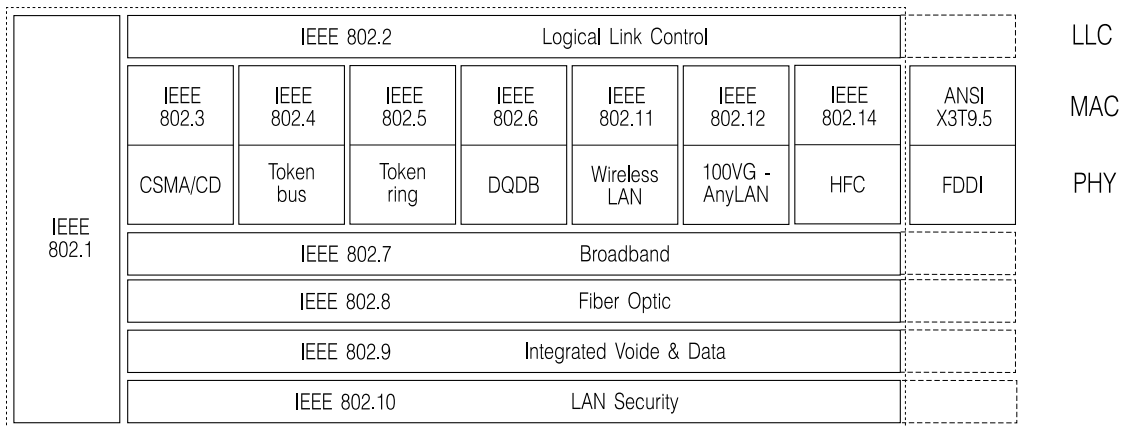 IEEE 802.2 Logical Link Control
LLC
IEEE
802.3
IEEE
802.4
IEEE
802.5
IEEE
802.6
IEEE
802.11
IEEE
802.12
IEEE
802.14
ANSI
X3T9.5
MAC
CSMA/CD
Token
bus
Token
ring
DQDB
Wireless
LAN
100VG -
AnyLAN
HFC
FDDI
PHY
IEEE
802.1
IEEE 802.7 Broadband
IEEE 802.8 Fiber Optic
IEEE 802.9 Integrated Voide & Data
IEEE 802.10 LAN Security